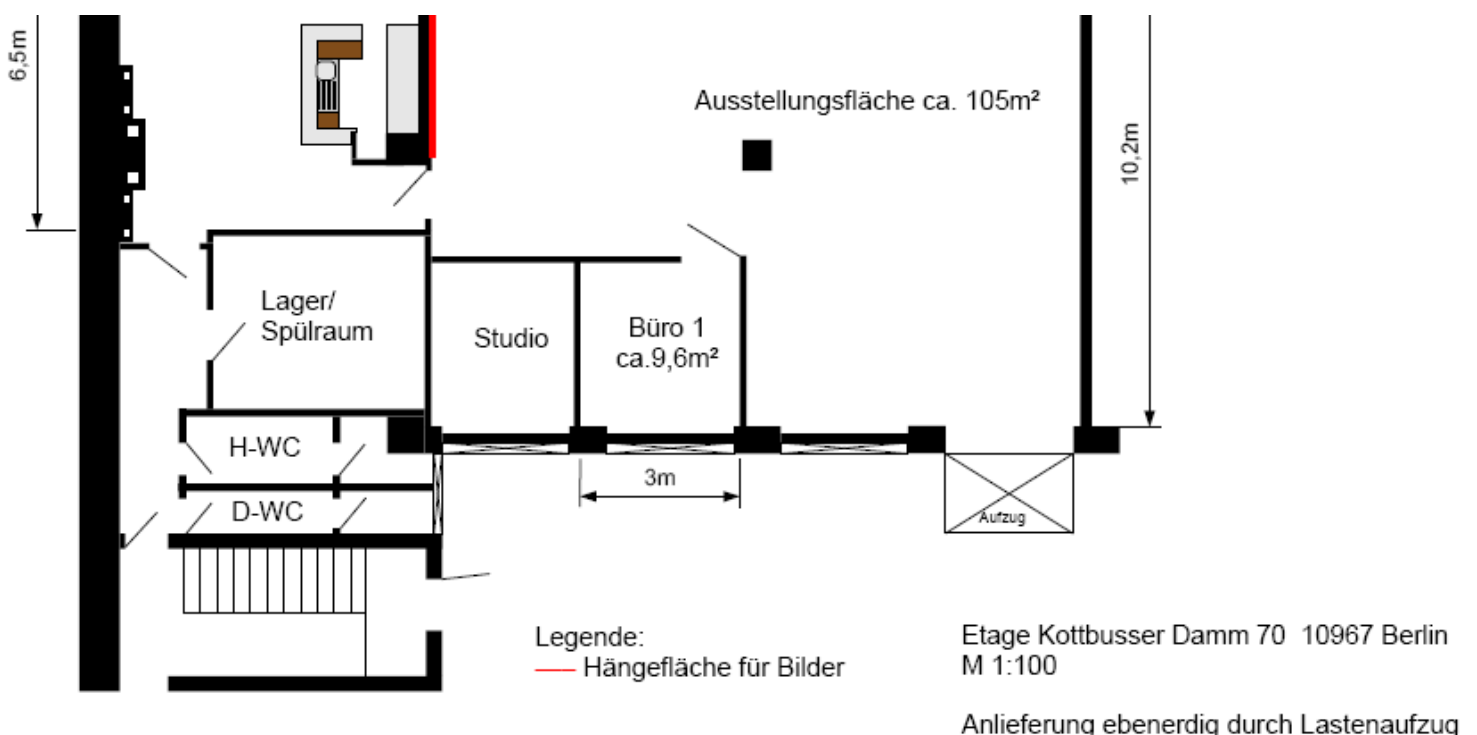 6,5m
Ausstellungsfläche ca. 105m²
10,2m
Lager/
Spülraum
Studio
Büro 1
ca.9,6m²
H-WC
D-WC
3m
Aufzug
Legende:
Hängefläche für Bilder
Etage Kottbusser Damm 70 10967 Berlin
M 1:100
Anlieferung ebenerdig durch Lastenaufzug